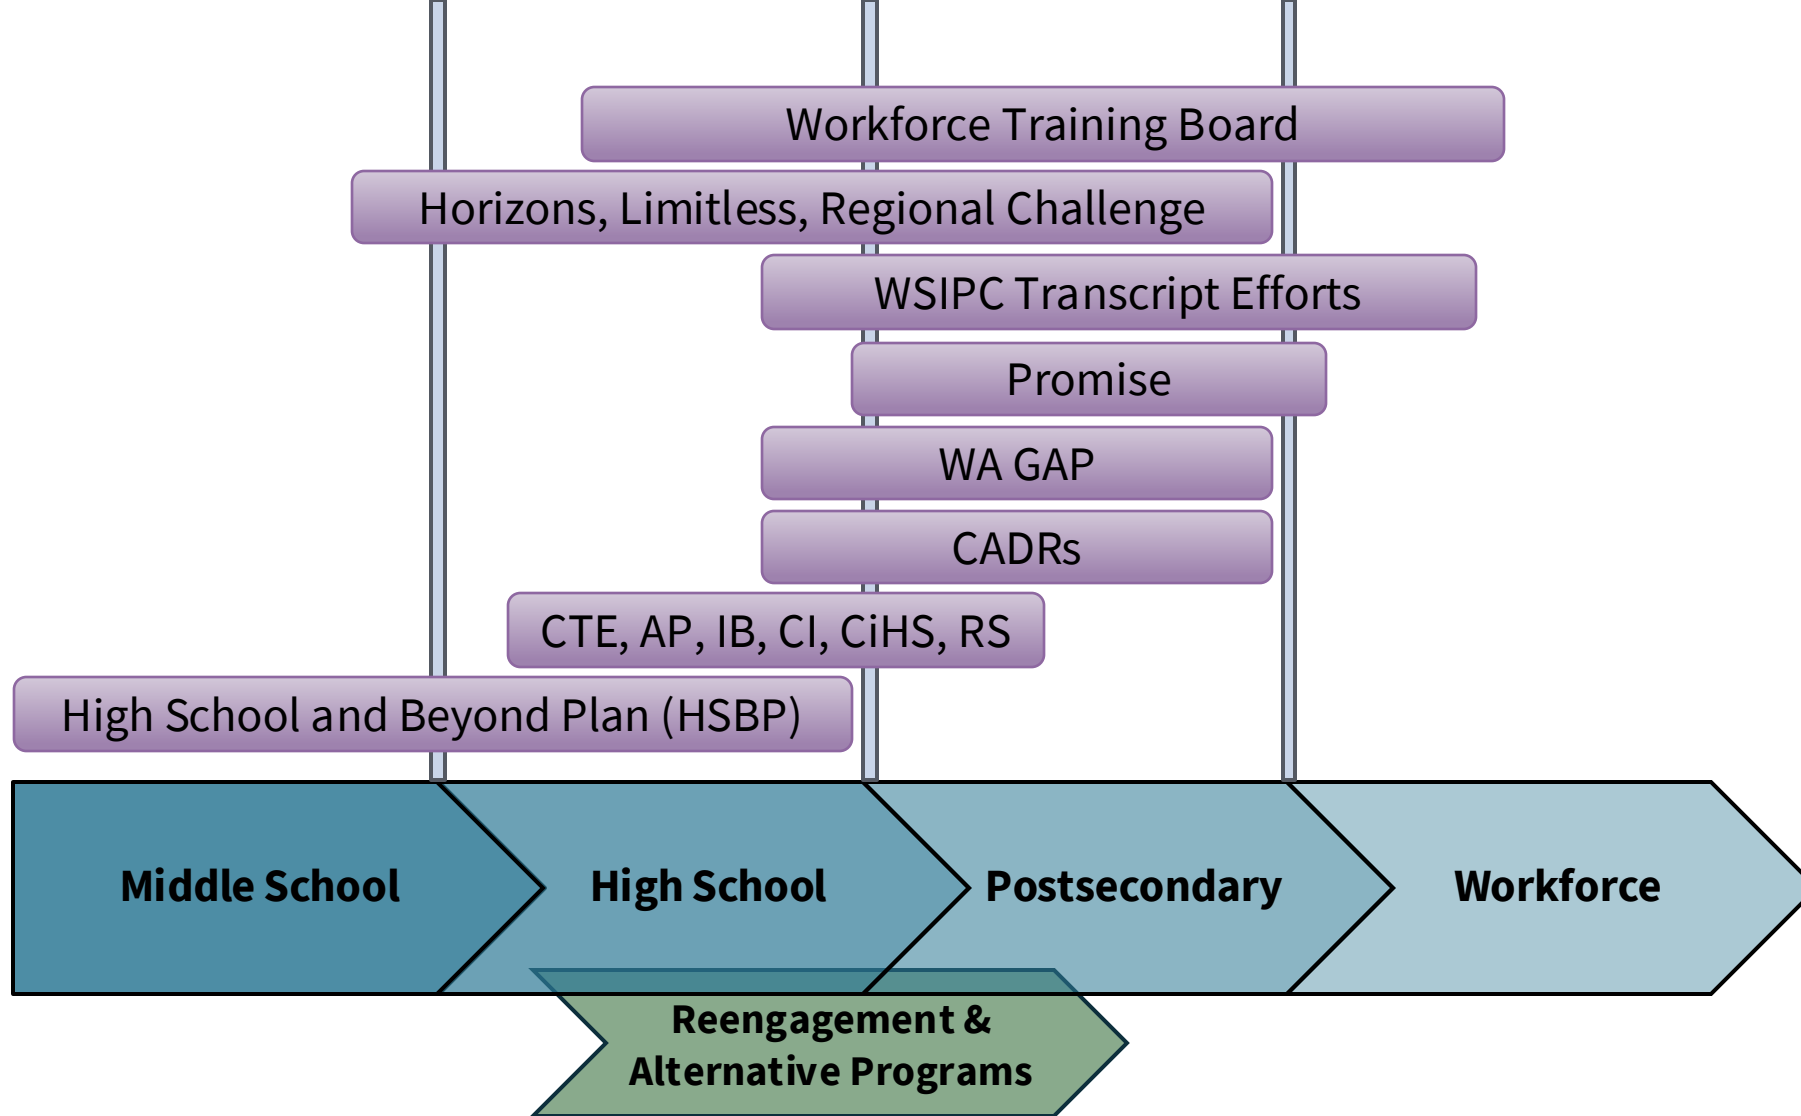 Workforce Training Board
Horizons, Limitless, Regional Challenge
WSIPC Transcript Efforts
Promise
WA GAP
CADRs
CTE, AP, IB, CI, CiHS, RS
High School and Beyond Plan (HSBP)
Middle School
High School
Postsecondary
Workforce
Reengagement &
Alternative Programs